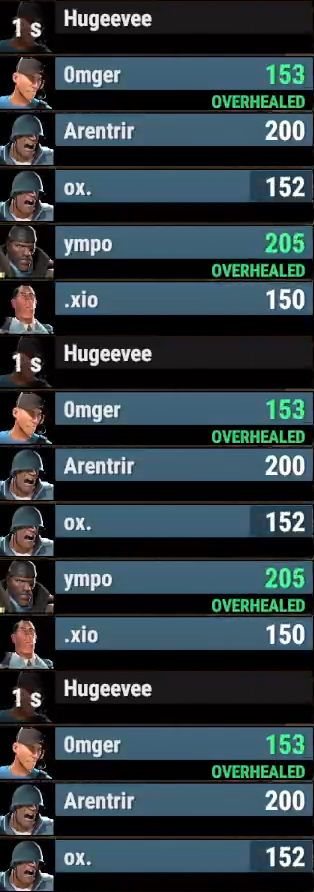 1 s Hugeevee
0mger 153
OVERHEALED
Arentrir 200
ox. 152
ympo 205
OVERHEALED
.xio 150
1 s Hugeevee
0mger 153
OVERHEALED
Arentrir 200
ox. 152
ympo 205
OVERHEALED
.xio 150
1 s Hugeevee
0mger 153
OVERHEALED
Arentrir 200
ox. 152